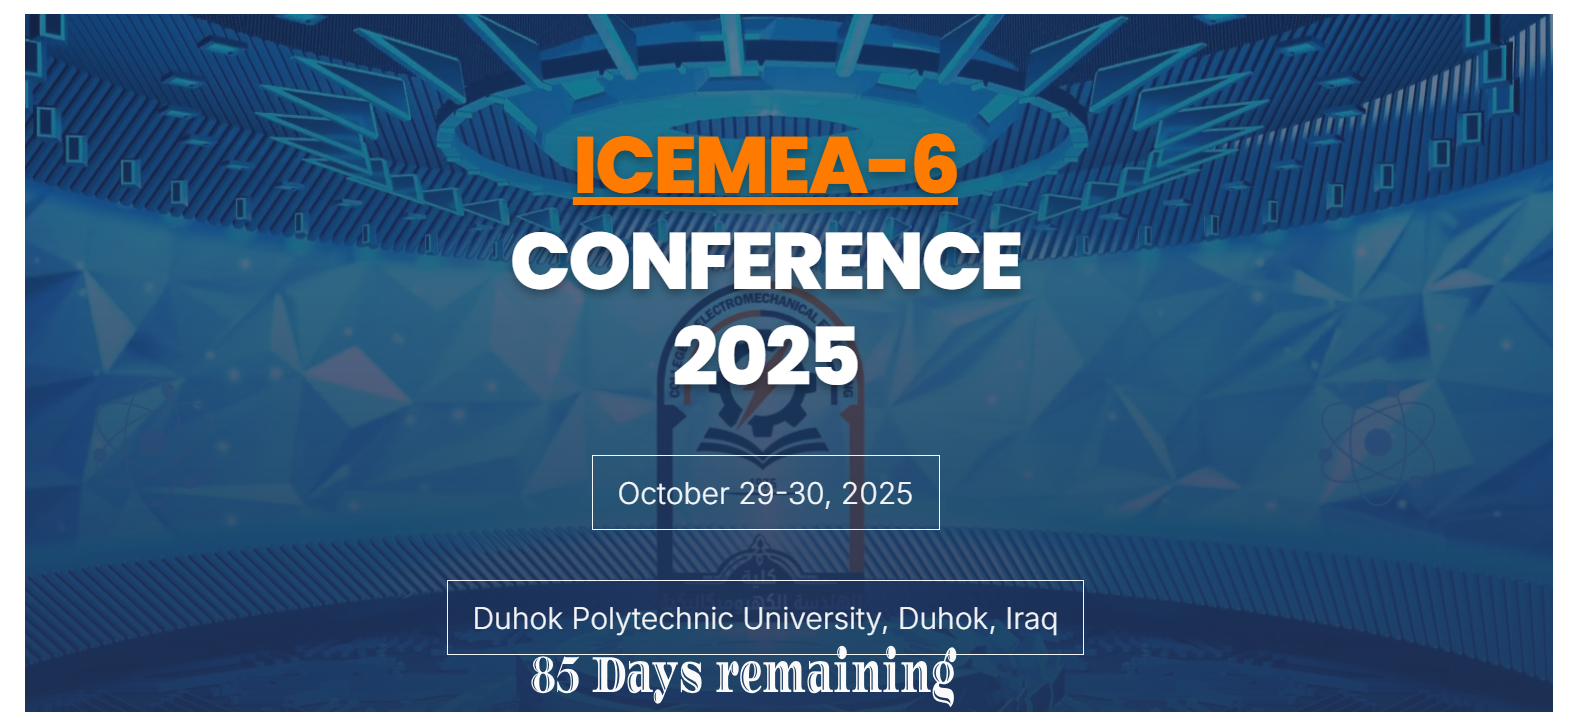 ICEMEA-6
CONFERENCE
2025
October 29-30, 2025
Duhok Polytechnic University, Duhok, Iraq
85 Days remaining